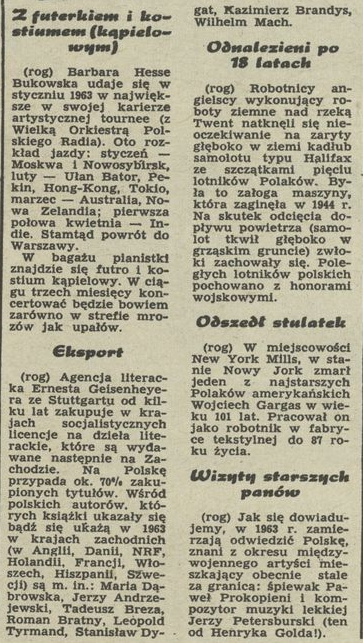 Z futerkiem i ko-
stiumem (kąpielo-
wym)
(rog) Barbara Hesse
Bukowska udaje się w
styczniu 1963 w najwięk-
sze w swojej karierze
artystycznej tournee (z
Wielką Orkiestrą Pol-
skiego Radia). Oto roz-
kład jazdy: styczeń —
Moskwa i Nowosybirsk,
luty — Ułan Bator, Pe-
kin, Hong-Kong, Tokio,
marzec — Australia, No-
wa Zelandia; pierwsza
połowa kwietnia — In-
die. Stamtąd powrót do
Warszawy.
W bagażu pianistki
znajdzie się futro i ko-
stium kąpielowy. W cią-
gu trzech miesięcy kon-
certować będzie bowiem
zarówno w strefie mro-
zów jak upałów.
Eksport
(rog) Agencja literac-
ka Ernesta Geisenheye-
ra ze Stuttgartu od kil-
ku lat zakupuje w kra-
jach socjalistycznych
licencje na dzieła lite-
rackie, które są wyda-
wane następnie na Za-
chodzie. Na Polskę
przypada ok. 70% zaku-
pionych tytułów. Wśród
polskich autorów, któ-
rych książki ukazały się
bądź się ukażą w 1963
w krajach zachodnich
(w Anglii, Danii, NRF,
Holandii, Francji, Wło-
szech, Hiszpanii, Szwe-
cji) są m. in.: Maria Dą-
browska, Jerzy Andrze-
jewski, Tadeusz Breza,
Roman Bratny, Leopold
Tyrmand, Stanisław Dy-
gat, Kazimierz Brandys,
Wilhelm Mach.
Odnalezieni po
18 latach
(rog) Robotnicy an-
gielscy wykonujący ro-
boty ziemne nad rzeką
Twent natknęli się nie-
oczekiwanie na zaryty
głęboko w ziemi kadłub
samolotu typu Halifax
ze szczątkami pięciu
lotników Polaków. By-
ła to załoga maszyny,
która zaginęła w 1944 r.
Na skutek odcięcia do-
pływu powietrza (samo-
lot tkwił głęboko w
grząskim gruncie) zwło-
ki zachowały się. Pole-
głych lotników polskich
pochowano z honorami
wojskowymi.
Odszedł stulatek
(rog) W miejscowości
New York Mills, w sta-
nie Nowy Jork zmarł
jeden z najstarszych
Polaków amerykańskich
Wojciech Gargas w wie-
ku 101 lat. Pracował on
jako robotnik w fabry-
ce tekstylnej do 87 ro-
ku życia.
Wizyty starszych
panów
(rog) Jak się dowiadu-
jemy, w 1963 r. zamie-
rzają odwiedzić Polskę,
znani z okresu między-
wojennego artyści mie-
szkający obecnie stale
za granicą: śpiewak Pa-
weł Prokopieni i kom-
pozytor muzyki lekkiej
Jerzy Petersburski (ten
od Henryka Golda!).